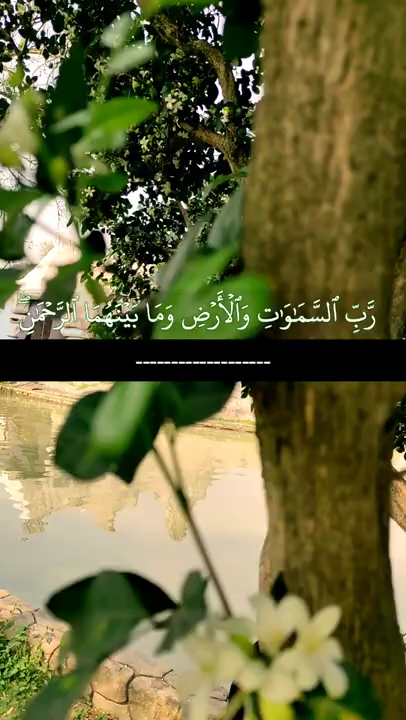 رَّبِّ ٱلسَّمَـٰوَٰتِ وَٱلْأَرْضِ وَمَا بَيْنَهُمَا ٱلرَّحْمَـٰنِ ۖ
-------------------